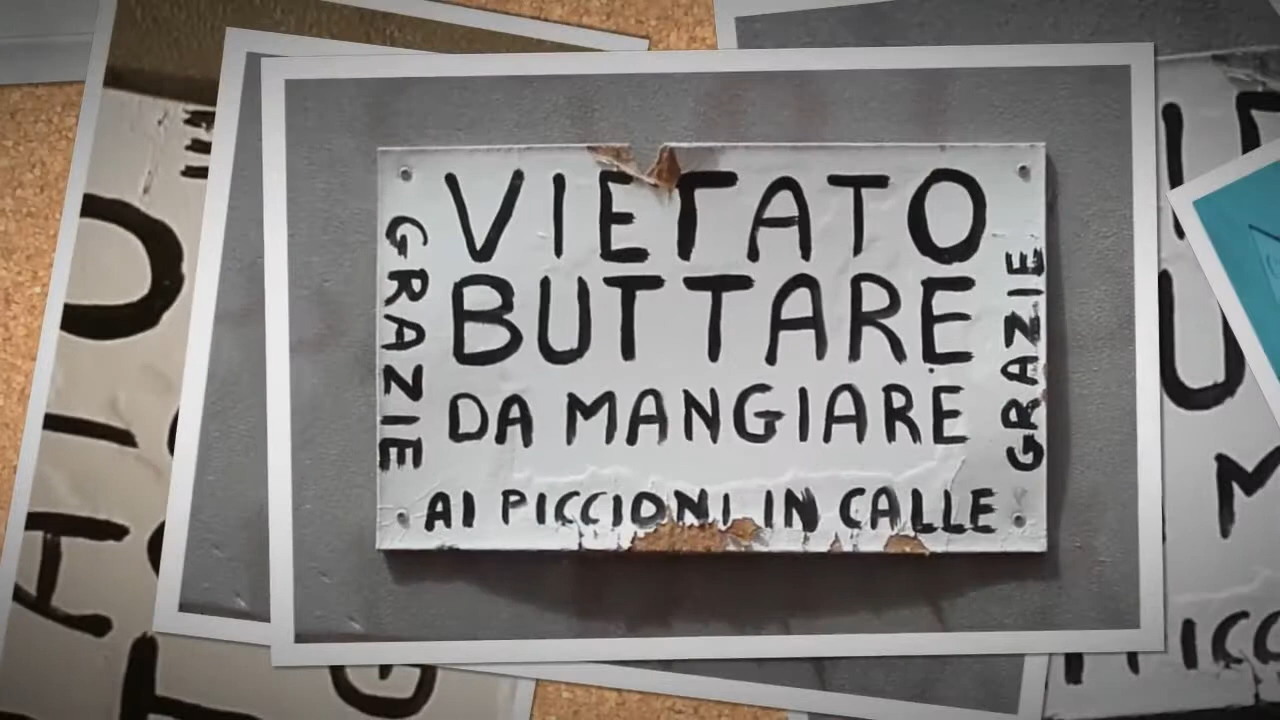 VIETATO
BUTTARE
DA MANGIARE
AI PICCIONI IN CALLE
GRAZIE
GRAZIE